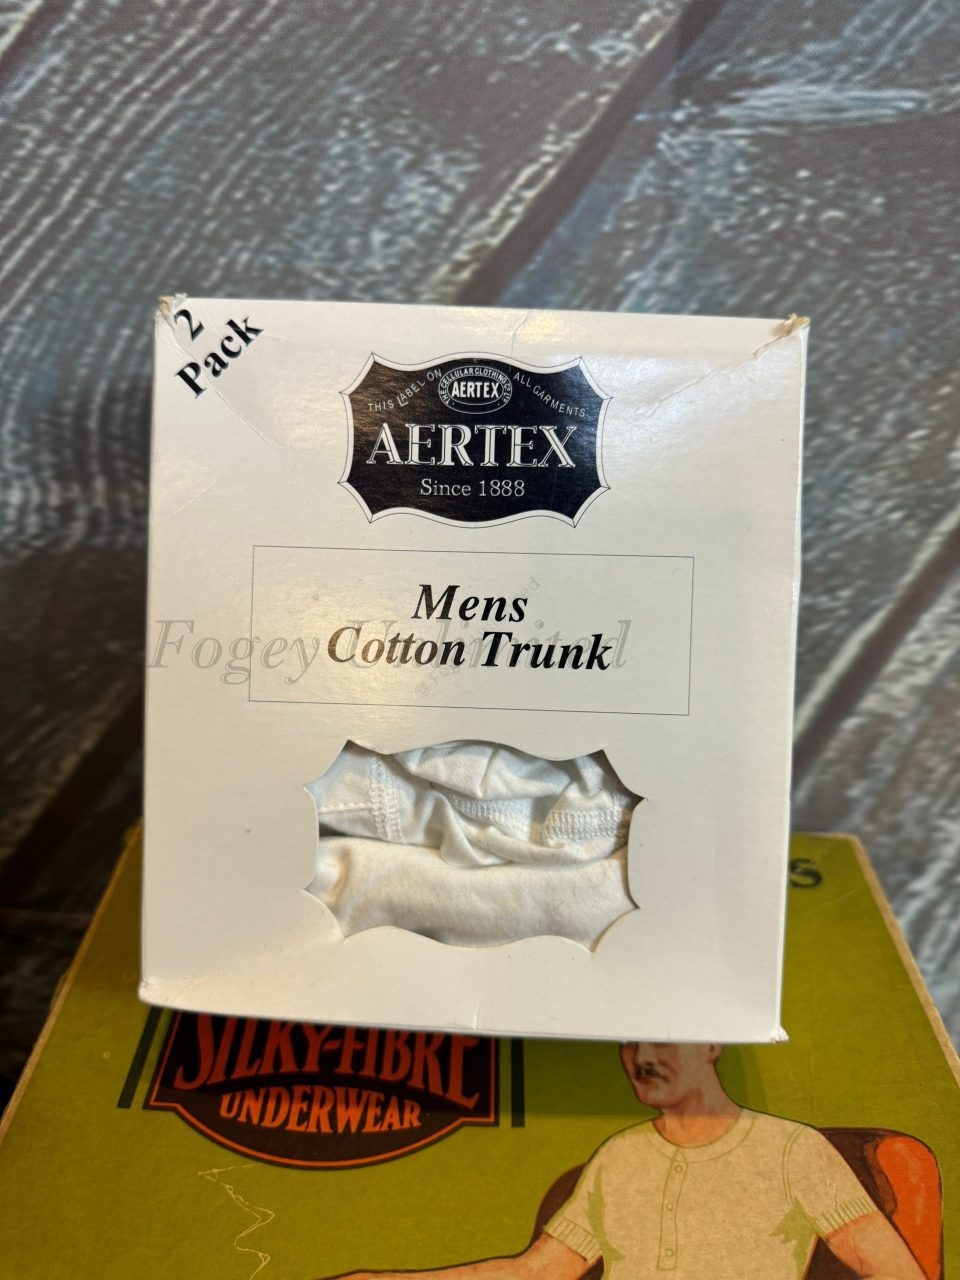 2
Pack
THIS LABEL ON ALL GARMENTS
THE CELLULAR CLOTHING Co. Ltd.
AERTEX
AERTEX
Since 1888
Mens
Cotton Trunk
Fogey Unlimited
S
SILKY-FIBRE
UNDERWEAR